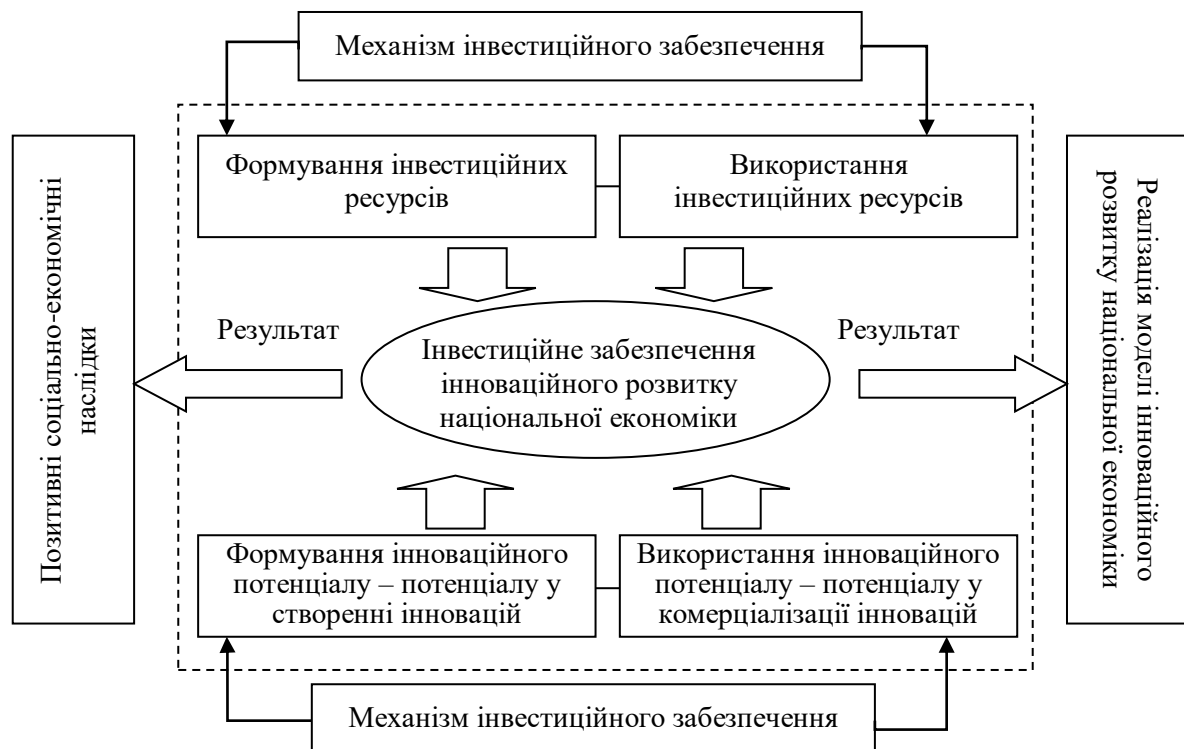 Механізм інвестиційного забезпечення
Формування інвестиційних
ресурсів
Використання
інвестиційних ресурсів
Позитивні соціально-економічні
наслідки
Результат
Інвестиційне забезпечення
інноваційного розвитку
національної економіки
Результат
Реалізація моделі інноваційного
розвитку національної економіки
Формування інноваційного
потенціалу – потенціалу у
створенні інновацій
Використання інноваційного
потенціалу – потенціалу у
комерціалізації інновацій
Механізм інвестиційного забезпечення